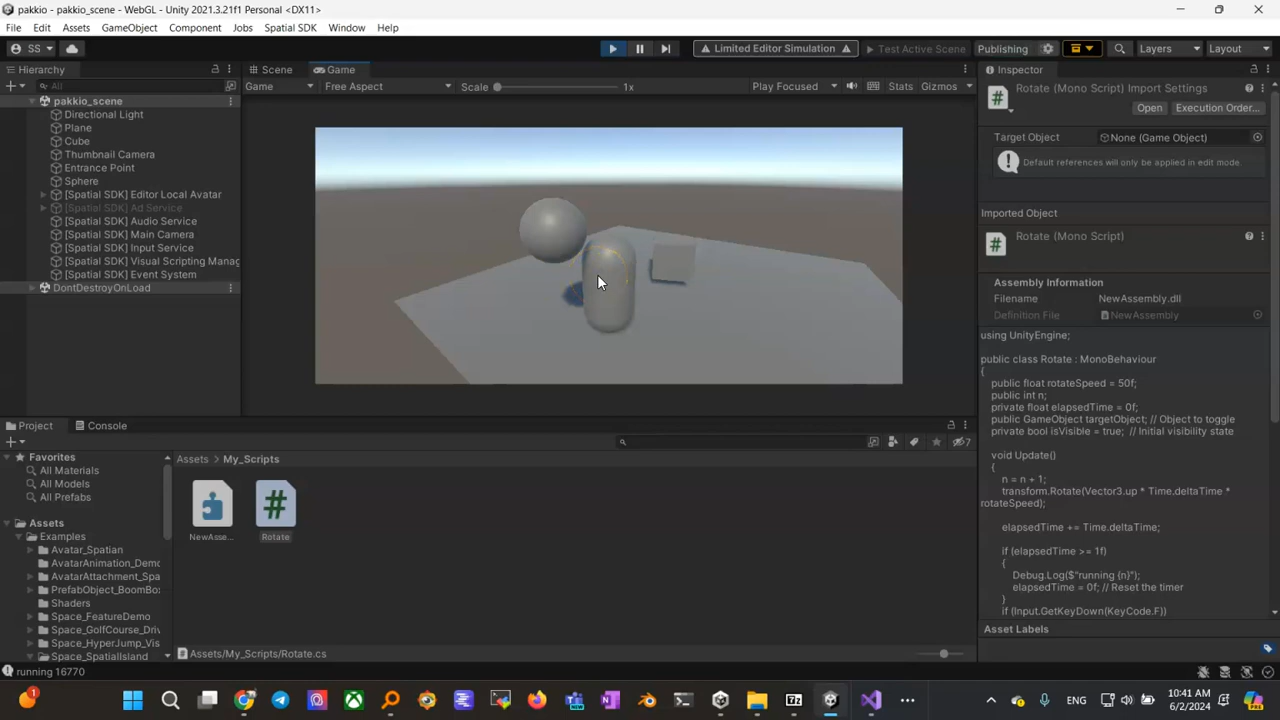 pakkio - pakkio_scene - WebGL - Unity 2021.3.21f1 Personal <DX11>
File Edit Assets GameObject Component Jobs Spatial SDK Window Help
SS Limited Editor Simulation Test Active Scene Publishing Layers Layout
Hierarchy
All
pakkio_scene
Directional Light
Plane
Cube
Thumbnail Camera
Entrance Point
Sphere
[Spatial SDK] Editor Local Avatar
[Spatial SDK] Ad Service
[Spatial SDK] Audio Service
[Spatial SDK] Main Camera
[Spatial SDK] Input Service
[Spatial SDK] Visual Scripting Manag
[Spatial SDK] Event System
DontDestroyOnLoad
Scene Game
Game Free Aspect Scale 1x Play Focused Stats Gizmos
Inspector
Rotate (Mono Script) Import Settings
Open Execution Order...
Target Object None (Game Object)
Default references will only be applied in edit mode.
Imported Object
Rotate (Mono Script)
Assembly Information
Filename NewAssembly.dll
Definition File NewAssembly
using UnityEngine;
public class Rotate : MonoBehaviour
{
public float rotateSpeed = 50f;
public int n;
private float elapsedTime = 0f;
public GameObject targetObject; // Object to toggle
private bool isVisible = true; // Initial visibility state
void Update()
{
n = n + 1;
transform.Rotate(Vector3.up * Time.deltaTime *
rotateSpeed);
elapsedTime += Time.deltaTime;
if (elapsedTime >= 1f)
{
Debug.Log($"running {n}");
elapsedTime = 0f; // Reset the timer
}
if (Input.GetKeyDown(KeyCode.F))
Asset Labels
Project Console
7
Favorites
All Materials
All Models
All Prefabs
Assets
Examples
Avatar_Spatian
AvatarAnimation_Demo
AvatarAttachment_Spa
PrefabObject_BoomBo
Shaders
Space_FeatureDemo
Space_GolfCourse_Driv
Space_HyperJump_Vis
Space_SpatialIsland
Assets > My_Scripts
NewAsse...
Rotate
Assets/My_Scripts/Rotate.cs
running 16770
1
ENG
10:41 AM
6/2/2024